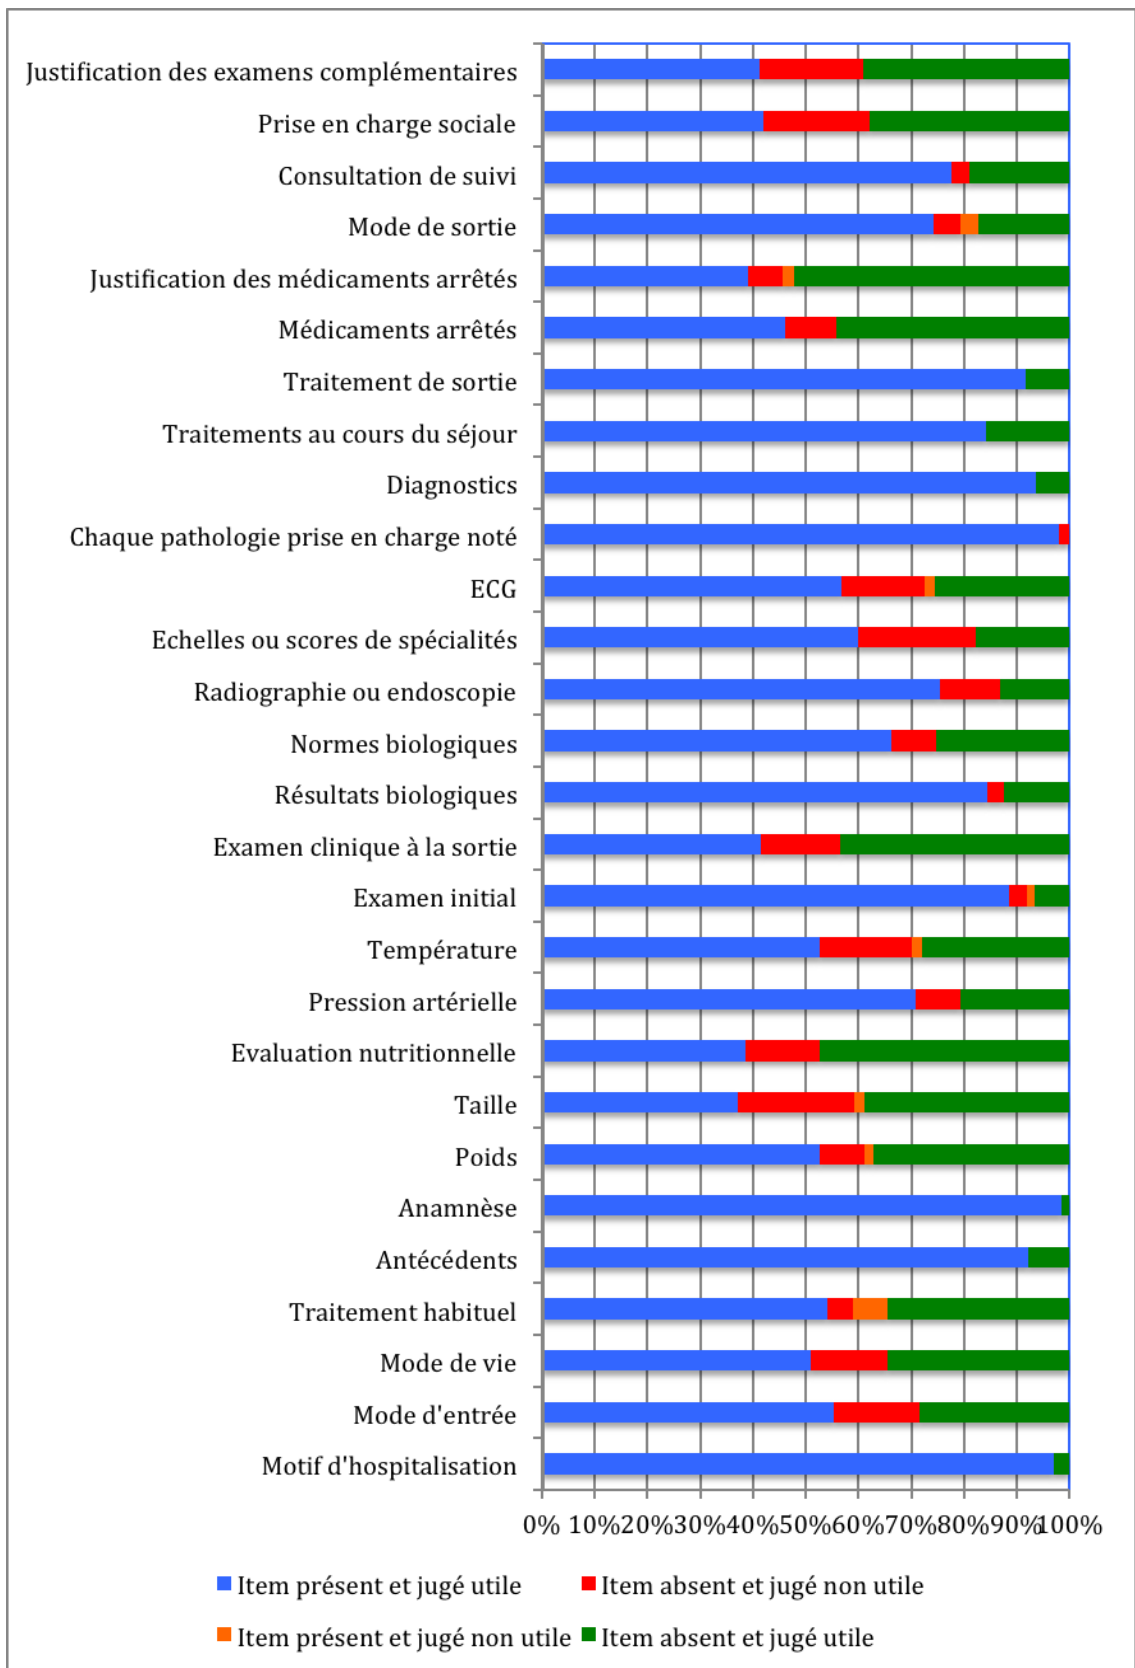 Justification des examens complémentaires
Prise en charge sociale
Consultation de suivi
Mode de sortie
Justification des médicaments arrêtés
Médicaments arrêtés
Traitement de sortie
Traitements au cours du séjour
Diagnostics
Chaque pathologie prise en charge noté
ECG
Echelles ou scores de spécialités
Radiographie ou endoscopie
Normes biologiques
Résultats biologiques
Examen clinique à la sortie
Examen initial
Température
Pression artérielle
Evaluation nutritionnelle
Taille
Poids
Anamnèse
Antécédents
Traitement habituel
Mode de vie
Mode d'entrée
Motif d'hospitalisation
0% 10% 20% 30% 40% 50% 60% 70% 80% 90% 100%
Item présent et jugé utile Item absent et jugé non utile
Item présent et jugé non utile Item absent et jugé utile